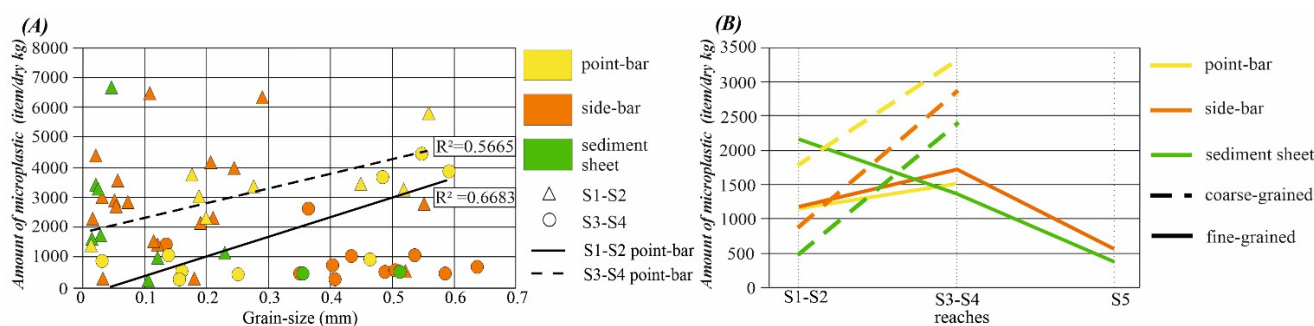 (A)
Amount of microplastic (item/dry kg)
8000
7000
6000
5000
4000
3000
2000
1000
0
0
0.1
0.2
0.3
0.4
0.5
0.6
0.7
Grain-size (mm)
R²=0.5665
R²=0.6683
point-bar
side-bar
sediment
sheet
S1-S2
S3-S4
S1-S2 point-bar
S3-S4 point-bar
(B)
Amount of microplastic (item/dry kg)
3500
3000
2500
2000
1500
1000
500
0
S1-S2
S3-S4
S5
reaches
point-bar
side-bar
sediment sheet
coarse-grained
fine-grained